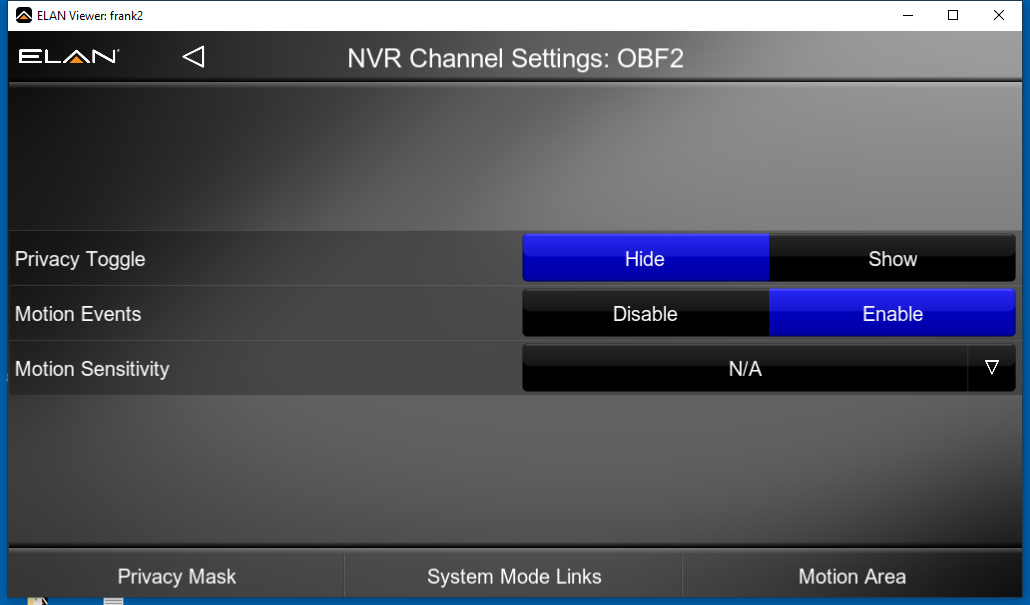 ELAN Viewer: frank2
ELAN
NVR Channel Settings: OBF2
Privacy Toggle
Hide
Show
Motion Events
Disable
Enable
Motion Sensitivity
N/A
Privacy Mask
System Mode Links
Motion Area